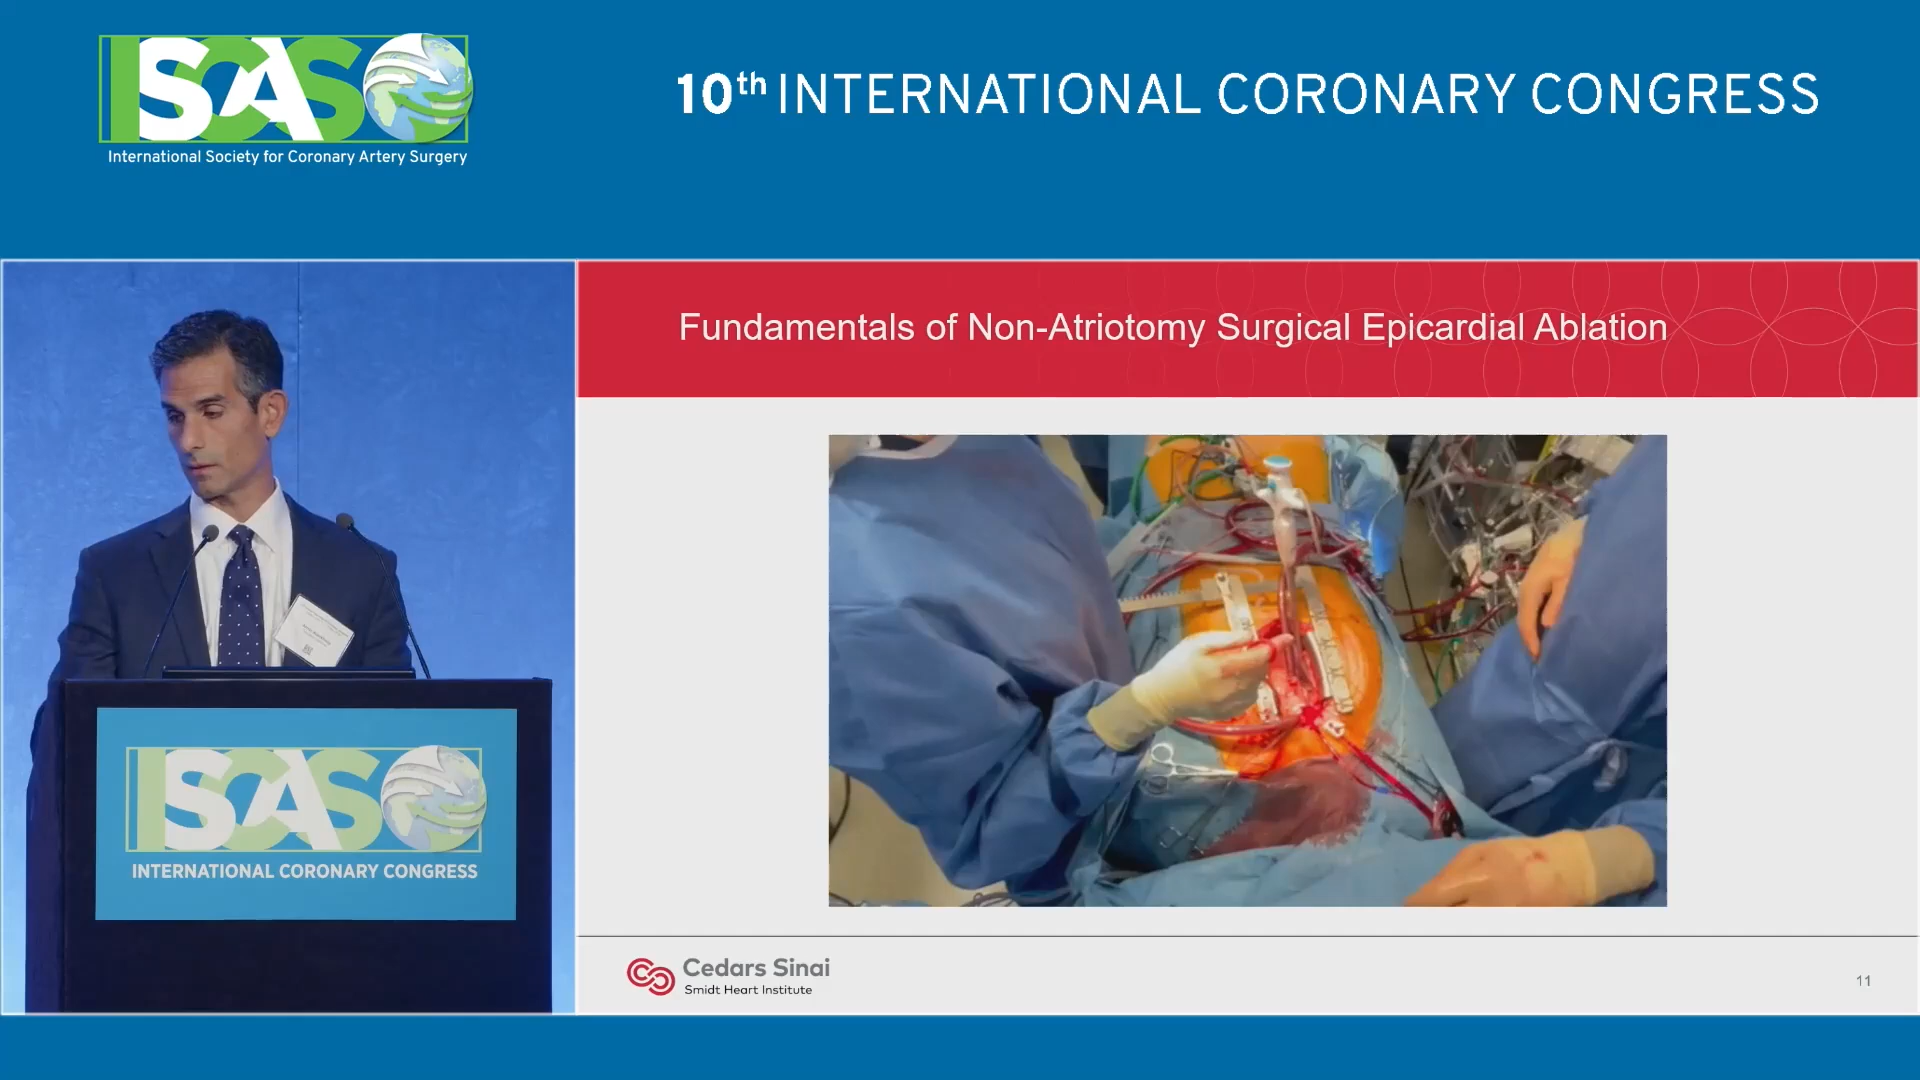 ISCAS
International Society for Coronary Artery Surgery
10th INTERNATIONAL CORONARY CONGRESS
Fundamentals of Non-Atriotomy Surgical Epicardial Ablation
ISCAS
INTERNATIONAL CORONARY CONGRESS
Cedars Sinai
Smidt Heart Institute
11